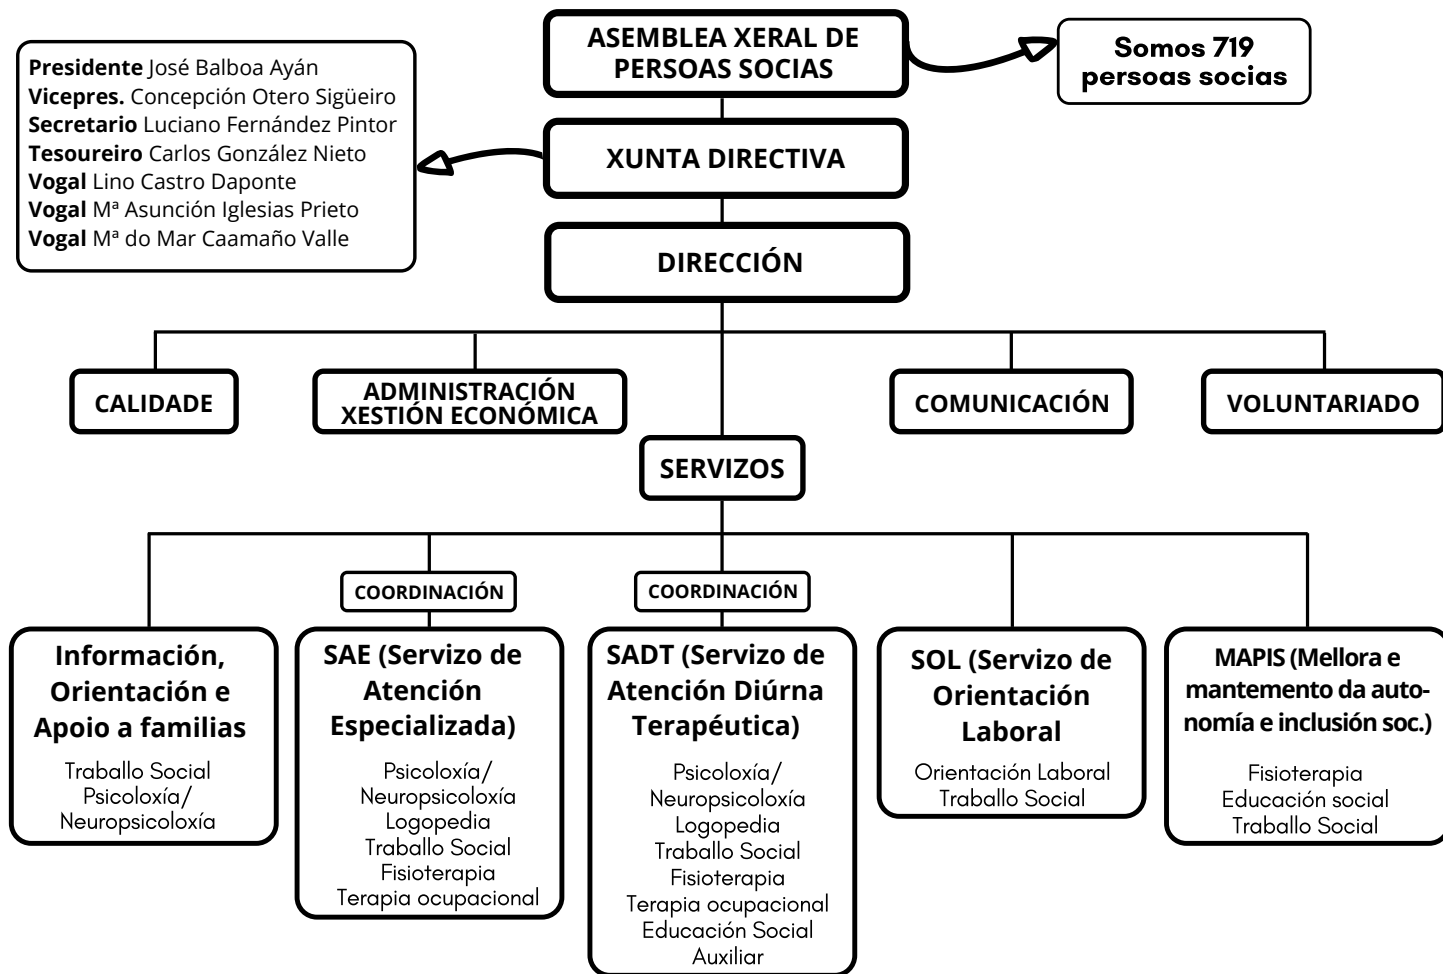 ASEMBLEA XERAL DE
PERSOAS SOCIAS
Somos 719
persoas socias
Presidente José Balboa Ayán
Vicepres. Concepción Otero Sigüeiro
Secretario Luciano Fernández Pintor
Tesoureiro Carlos González Nieto
Vogal Lino Castro Daponte
Vogal Mª Asunción Iglesias Prieto
Vogal Mª do Mar Caamaño Valle
XUNTA DIRECTIVA
DIRECCIÓN
CALIDADE
ADMINISTRACIÓN
XESTIÓN ECONÓMICA
COMUNICACIÓN
VOLUNTARIADO
SERVIZOS
COORDINACIÓN
COORDINACIÓN
Información,
Orientación e
Apoio a familias
Traballo Social
Psicoloxía/
Neuropsicoloxía
SAE (Servizo de
Atención
Especializada)
Psicoloxía/
Neuropsicoloxía
Logopedia
Traballo Social
Fisioterapia
Terapia ocupacional
SADT (Servizo de
Atención Diúrna
Terapéutica)
Psicoloxía/
Neuropsicoloxía
Logopedia
Traballo Social
Fisioterapia
Terapia ocupacional
Educación Social
Auxiliar
SOL (Servizo de
Orientación
Laboral
Orientación Laboral
Traballo Social
MAPIS (Mellora e
mantemento da auto-
nomía e inclusión soc.)
Fisioterapia
Educación social
Traballo Social